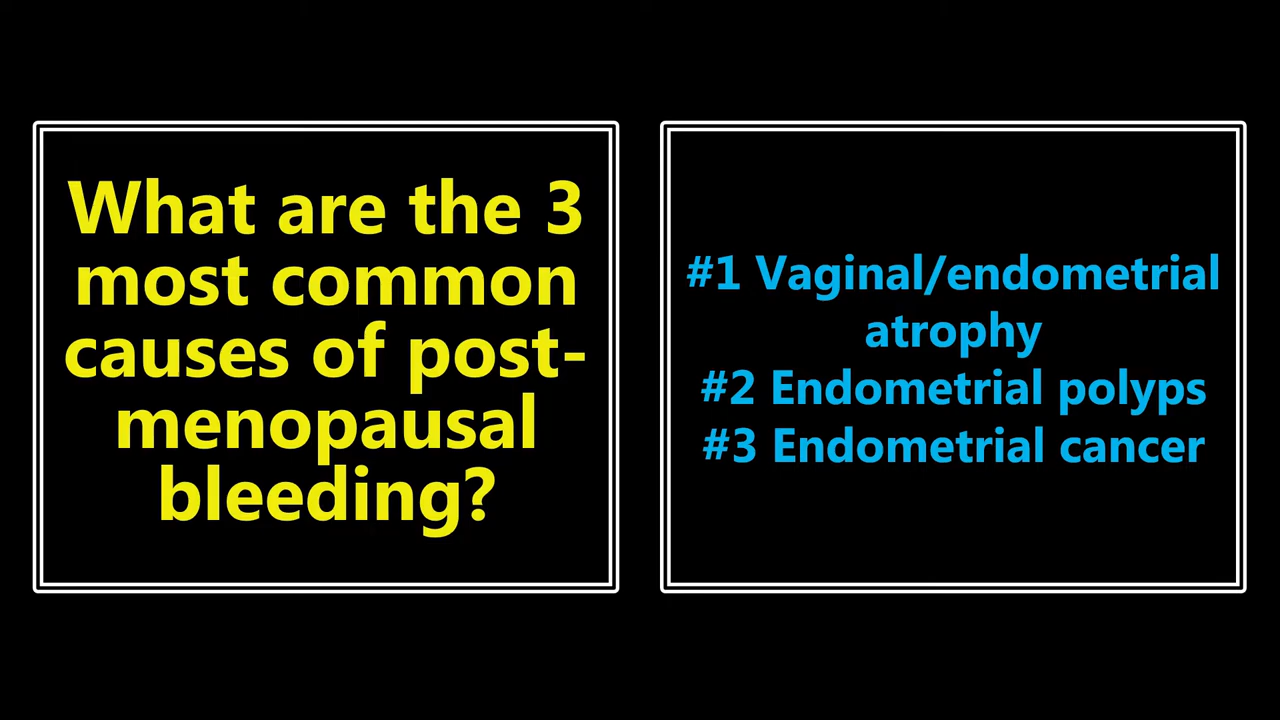 What are the 3
most common
causes of post-
menopausal
bleeding?
#1 Vaginal/endometrial
atrophy
#2 Endometrial polyps
#3 Endometrial cancer